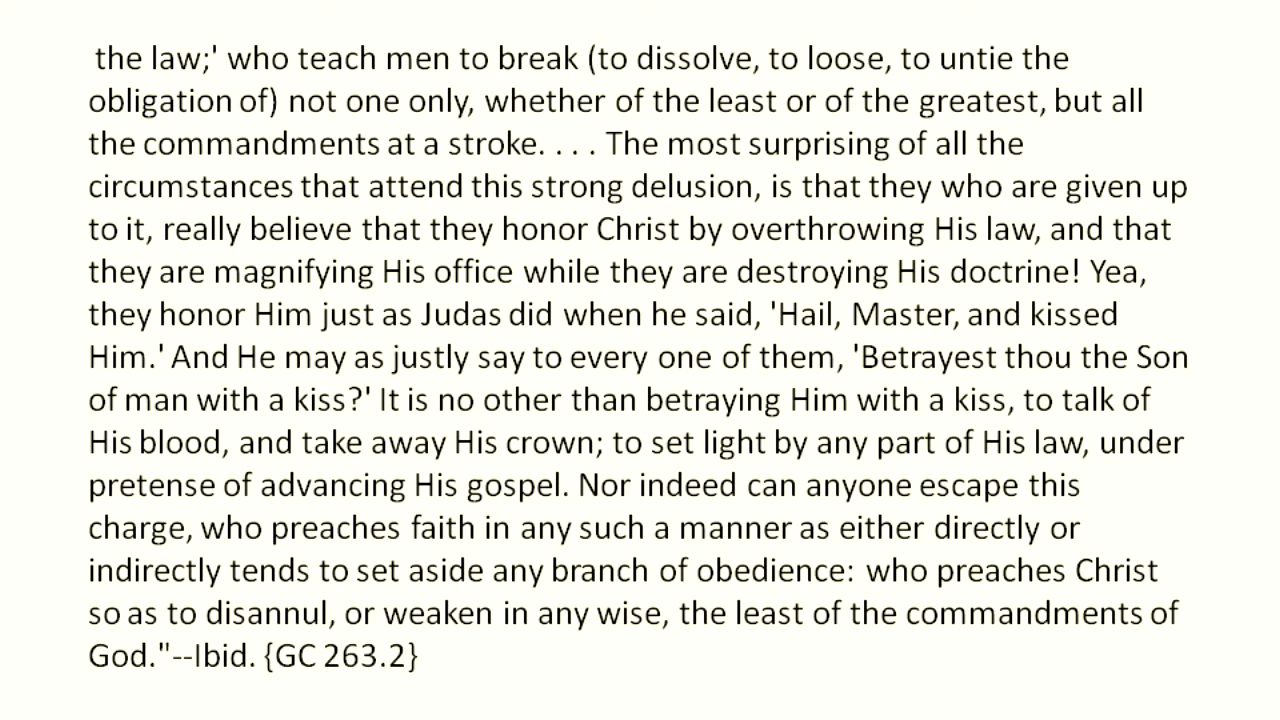 the law;' who teach men to break (to dissolve, to loose, to untie the
obligation of) not one only, whether of the least or of the greatest, but all
the commandments at a stroke. . . . The most surprising of all the
circumstances that attend this strong delusion, is that they who are given up
to it, really believe that they honor Christ by overthrowing His law, and that
they are magnifying His office while they are destroying His doctrine! Yea,
they honor Him just as Judas did when he said, 'Hail, Master, and kissed
Him.' And He may as justly say to every one of them, 'Betrayest thou the Son
of man with a kiss?' It is no other than betraying Him with a kiss, to talk of
His blood, and take away His crown; to set light by any part of His law, under
pretense of advancing His gospel. Nor indeed can anyone escape this
charge, who preaches faith in any such a manner as either directly or
indirectly tends to set aside any branch of obedience: who preaches Christ
so as to disannul, or weaken in any wise, the least of the commandments of
God."--Ibid. {GC 263.2}